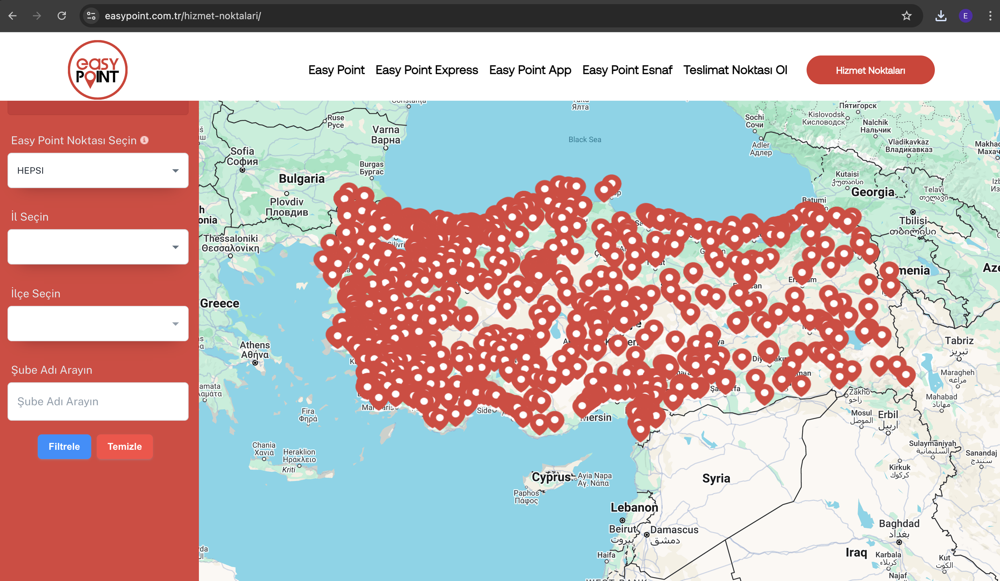 easypoint.com.tr/hizmet-noktalari/
E
easy
POINT
Easy Point
Easy Point Express
Easy Point App
Easy Point Esnaf
Teslimat Noktası Ol
Hizmet Noktaları
Easy Point Noktası Seçin
HEPSI
İl Seçin
İlçe Seçin
Şube Adı Arayın
Şube Adı Arayın
Filtrele
Temizle
Ялта
Пятигорск
Ruse
Русе
Varna
Варна
Black Sea
Sochi
Сочи
Kislovodsk
Кисловодск
Nalchik
Нальчик
Adler
Адлер
Vladikavkaz
Владикавказ
Sofia
София
Burgas
Бургас
Bulgaria
Plovdiv
Пловдив
Kutaisi
ქუთაისი
Georgia
Telavi
თელავი
Batumi
Tbilisi
თბილისი
Thessaloniki
Θεσσαλονίκη
Greece
Athens
Αθήνα
Tabriz
تبریز
Maragheh
مراغه
Mahabad
مهاباد
Zakho
زاخو
Mosul
الموصل
Erbil
اربيل
Side
Mersin
Fira
Φηρά
Chania
Χανιά
Heraklion
Ηράκλειο
Kriti
Cyprus
Ayia Napa
Αγ. Νάπα
Paphos
Πάφος
Syria
Sulaymaniyah
السليمانية
Sanandaj
سنندج
Kirkuk
كركوك
Lebanon
Beirut
بيروت
Damascus
دمشق
Baghdad
بغداد
Haifa
Iraq
Karbala
كربلاء
Kut
الكوت
Najaf
WEST BANK